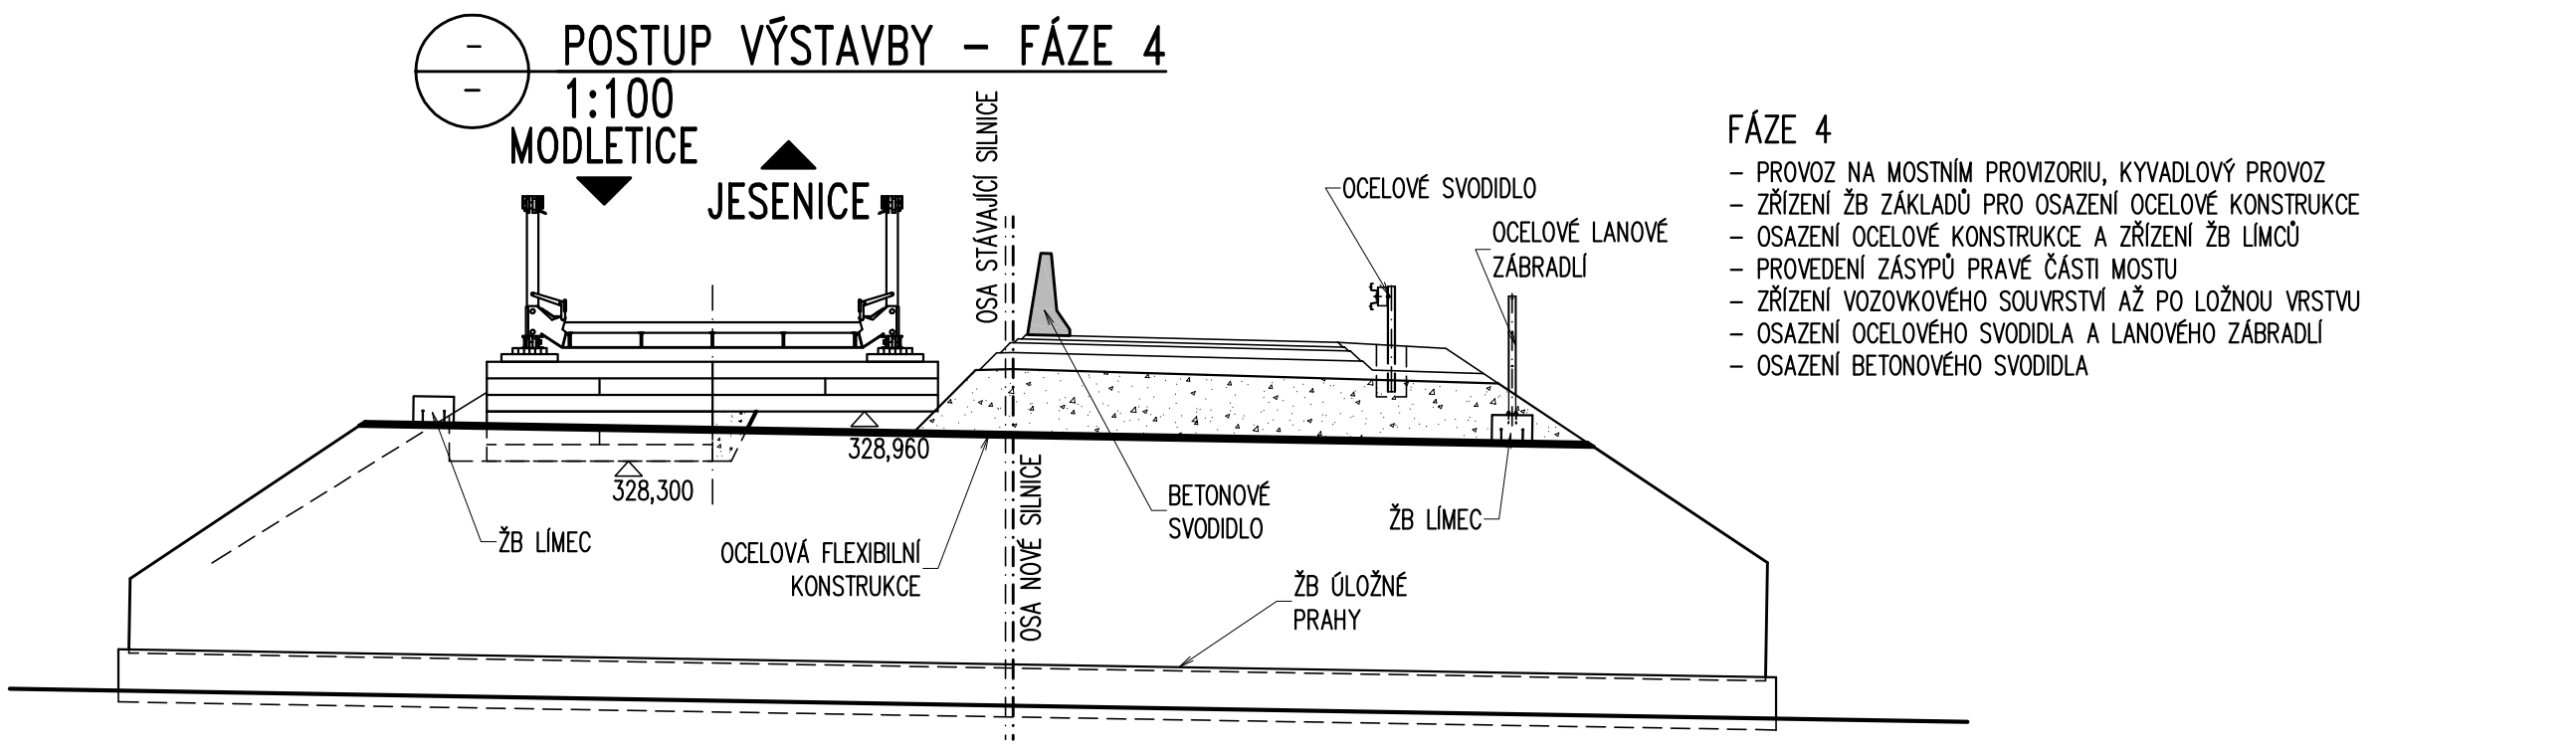 -
POSTUP VÝSTAVBY - FÁZE 4
-
1:100
MODLETICE
JESENICE
OSA STÁVAJÍCÍ SILNICE
OCELOVÉ SVODIDLO
OCELOVÉ LANOVÉ
ZÁBRADLÍ
FÁZE 4
- PROVOZ NA MOSTNÍM PROVIZORIU, KYVADLOVÝ PROVOZ
- ZŘÍZENÍ ŽB ZÁKLADŮ PRO OSAZENÍ OCELOVÉ KONSTRUKCE
- OSAZENÍ OCELOVÉ KONSTRUKCE A ZŘÍZENÍ ŽB LÍMCŮ
- PROVEDENÍ ZÁSYPŮ PRAVÉ ČÁSTI MOSTU
- ZŘÍZENÍ VOZOVKOVÉHO SOUVRSTVÍ AŽ PO LOŽNOU VRSTVU
- OSAZENÍ OCELOVÉHO SVODIDLA A LANOVÉHO ZÁBRADLÍ
- OSAZENÍ BETONOVÉHO SVODIDLA
328,960
328,300
ŽB LÍMEC
OCELOVÁ FLEXIBILNÍ
KONSTRUKCE
OSA NOVÉ SILNICE
BETONOVÉ
SVODIDLO
ŽB LÍMEC
ŽB ÚLOŽNÉ
PRAHY